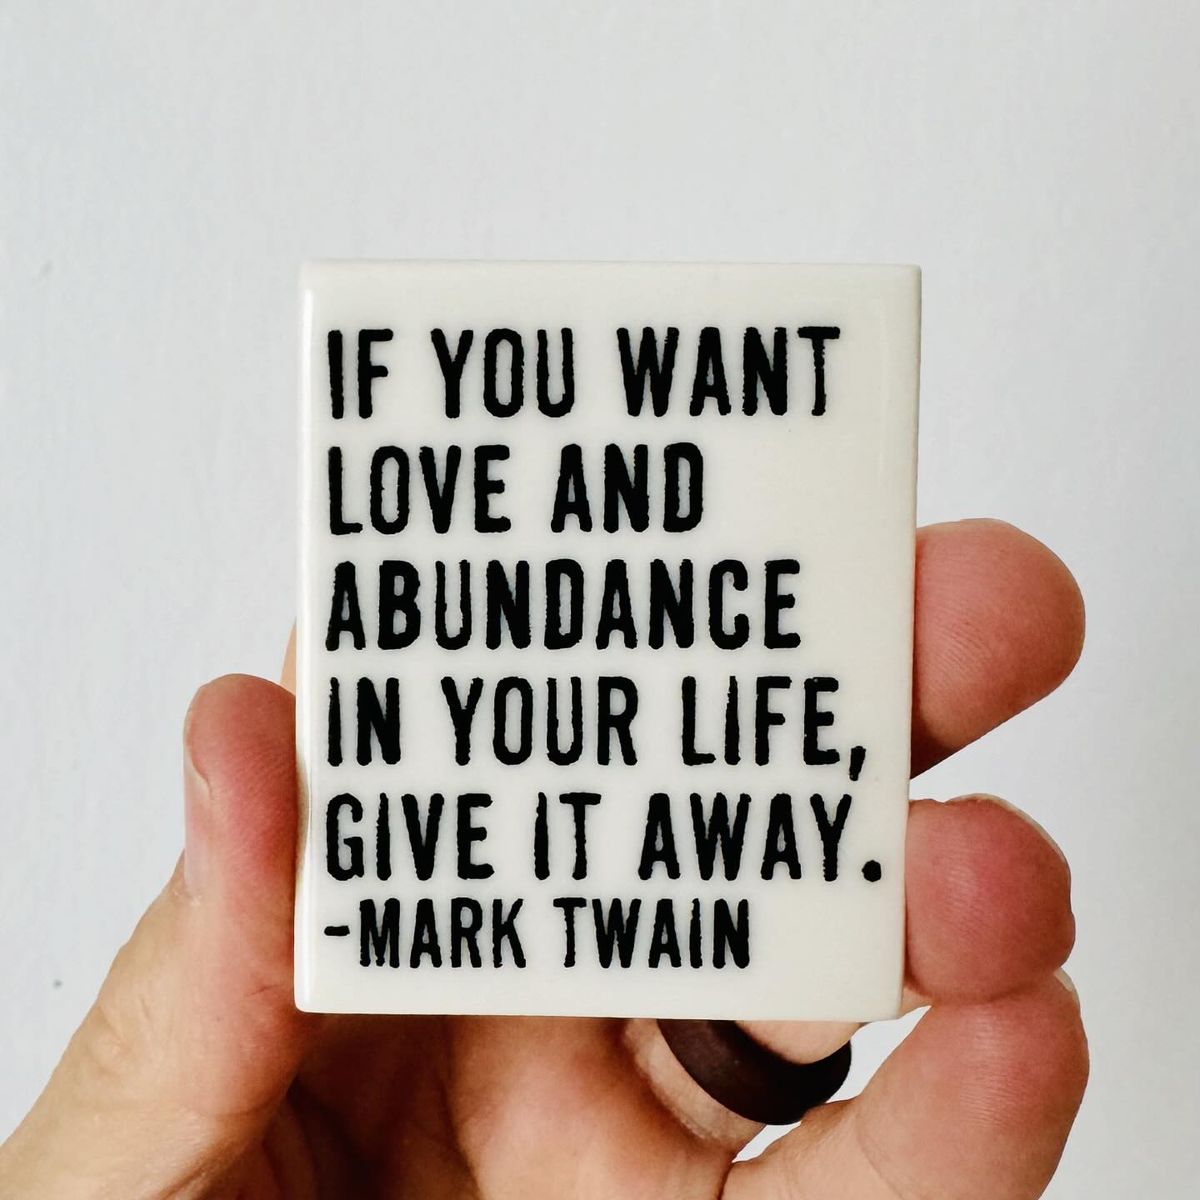 IF YOU WANT
LOVE AND
ABUNDANCE
IN YOUR LIFE,
GIVE IT AWAY.
-MARK TWAIN